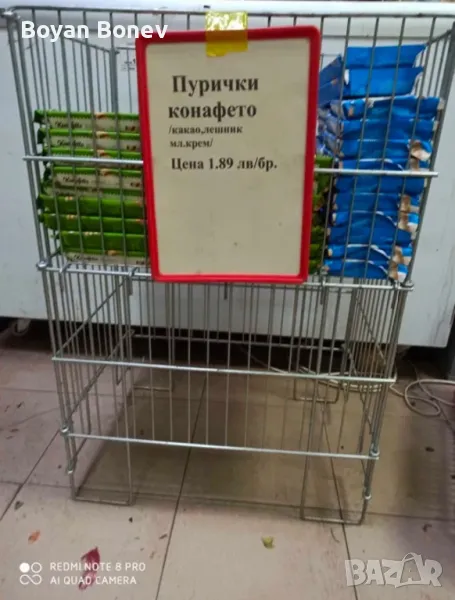 Boyan Bonev
Пурички
конафето
/какао,лешник
мл.крем/
Цена 1.89 лв/бр.
REDMI NOTE 8 PRO
AI QUAD CAMERA
BAZAR